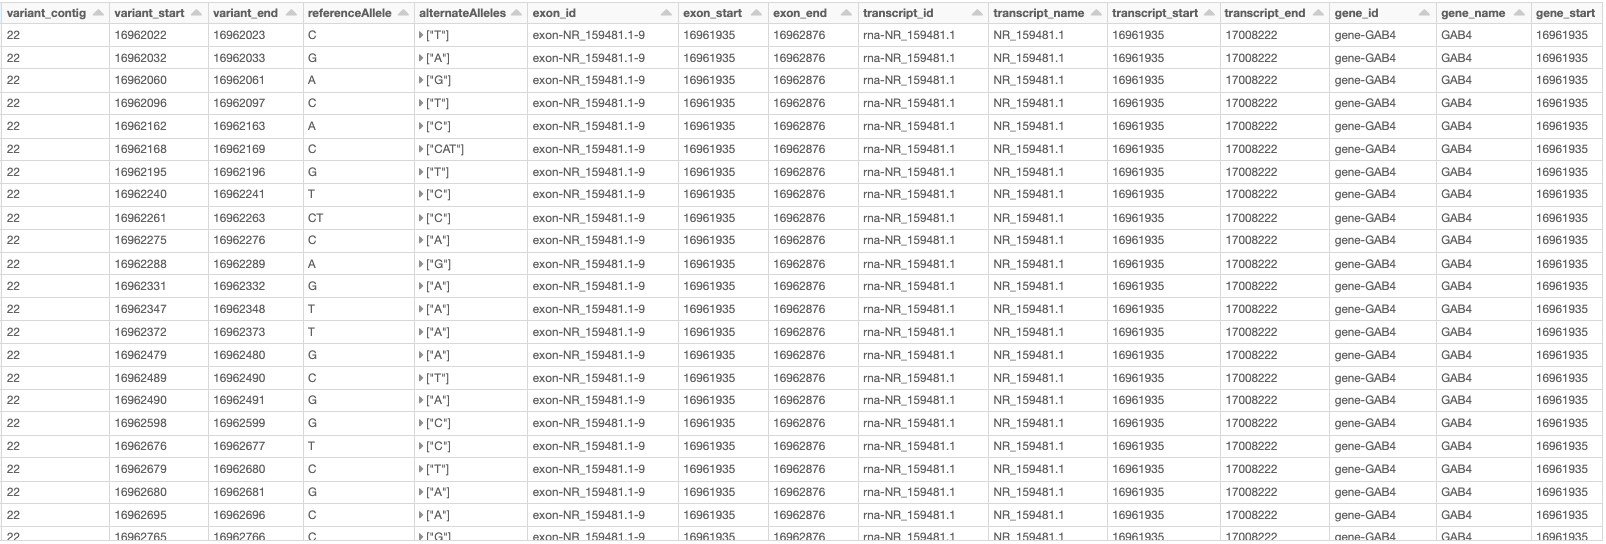 variant_contig variant_start variant_end referenceAllele alternateAlleles exon_id exon_start exon_end transcript_id transcript_name transcript_start transcript_end gene_id gene_name gene_start
22 16962022 16962023 C ["T"] exon-NR_159481.1-9 16961935 16962876 rna-NR_159481.1 NR_159481.1 16961935 17008222 gene-GAB4 GAB4 16961935
22 16962032 16962033 G ["A"] exon-NR_159481.1-9 16961935 16962876 rna-NR_159481.1 NR_159481.1 16961935 17008222 gene-GAB4 GAB4 16961935
22 16962060 16962061 A ["G"] exon-NR_159481.1-9 16961935 16962876 rna-NR_159481.1 NR_159481.1 16961935 17008222 gene-GAB4 GAB4 16961935
22 16962096 16962097 C ["T"] exon-NR_159481.1-9 16961935 16962876 rna-NR_159481.1 NR_159481.1 16961935 17008222 gene-GAB4 GAB4 16961935
22 16962162 16962163 A ["C"] exon-NR_159481.1-9 16961935 16962876 rna-NR_159481.1 NR_159481.1 16961935 17008222 gene-GAB4 GAB4 16961935
22 16962168 16962169 C ["CAT"] exon-NR_159481.1-9 16961935 16962876 rna-NR_159481.1 NR_159481.1 16961935 17008222 gene-GAB4 GAB4 16961935
22 16962195 16962196 G ["T"] exon-NR_159481.1-9 16961935 16962876 rna-NR_159481.1 NR_159481.1 16961935 17008222 gene-GAB4 GAB4 16961935
22 16962240 16962241 T ["C"] exon-NR_159481.1-9 16961935 16962876 rna-NR_159481.1 NR_159481.1 16961935 17008222 gene-GAB4 GAB4 16961935
22 16962261 16962263 CT ["C"] exon-NR_159481.1-9 16961935 16962876 rna-NR_159481.1 NR_159481.1 16961935 17008222 gene-GAB4 GAB4 16961935
22 16962275 16962276 C ["A"] exon-NR_159481.1-9 16961935 16962876 rna-NR_159481.1 NR_159481.1 16961935 17008222 gene-GAB4 GAB4 16961935
22 16962288 16962289 A ["G"] exon-NR_159481.1-9 16961935 16962876 rna-NR_159481.1 NR_159481.1 16961935 17008222 gene-GAB4 GAB4 16961935
22 16962331 16962332 G ["A"] exon-NR_159481.1-9 16961935 16962876 rna-NR_159481.1 NR_159481.1 16961935 17008222 gene-GAB4 GAB4 16961935
22 16962347 16962348 T ["A"] exon-NR_159481.1-9 16961935 16962876 rna-NR_159481.1 NR_159481.1 16961935 17008222 gene-GAB4 GAB4 16961935
22 16962372 16962373 T ["A"] exon-NR_159481.1-9 16961935 16962876 rna-NR_159481.1 NR_159481.1 16961935 17008222 gene-GAB4 GAB4 16961935
22 16962479 16962480 G ["A"] exon-NR_159481.1-9 16961935 16962876 rna-NR_159481.1 NR_159481.1 16961935 17008222 gene-GAB4 GAB4 16961935
22 16962489 16962490 C ["T"] exon-NR_159481.1-9 16961935 16962876 rna-NR_159481.1 NR_159481.1 16961935 17008222 gene-GAB4 GAB4 16961935
22 16962490 16962491 G ["A"] exon-NR_159481.1-9 16961935 16962876 rna-NR_159481.1 NR_159481.1 16961935 17008222 gene-GAB4 GAB4 16961935
22 16962598 16962599 G ["C"] exon-NR_159481.1-9 16961935 16962876 rna-NR_159481.1 NR_159481.1 16961935 17008222 gene-GAB4 GAB4 16961935
22 16962676 16962677 T ["C"] exon-NR_159481.1-9 16961935 16962876 rna-NR_159481.1 NR_159481.1 16961935 17008222 gene-GAB4 GAB4 16961935
22 16962679 16962680 C ["T"] exon-NR_159481.1-9 16961935 16962876 rna-NR_159481.1 NR_159481.1 16961935 17008222 gene-GAB4 GAB4 16961935
22 16962680 16962681 G ["A"] exon-NR_159481.1-9 16961935 16962876 rna-NR_159481.1 NR_159481.1 16961935 17008222 gene-GAB4 GAB4 16961935
22 16962695 16962696 C ["A"] exon-NR_159481.1-9 16961935 16962876 rna-NR_159481.1 NR_159481.1 16961935 17008222 gene-GAB4 GAB4 16961935
22 16962765 16962766 C ["G"] exon-NR_159481.1-9 16961935 16962876 rna-NR_159481.1 NR_159481.1 16961935 17008222 gene-GAB4 GAB4 16961935